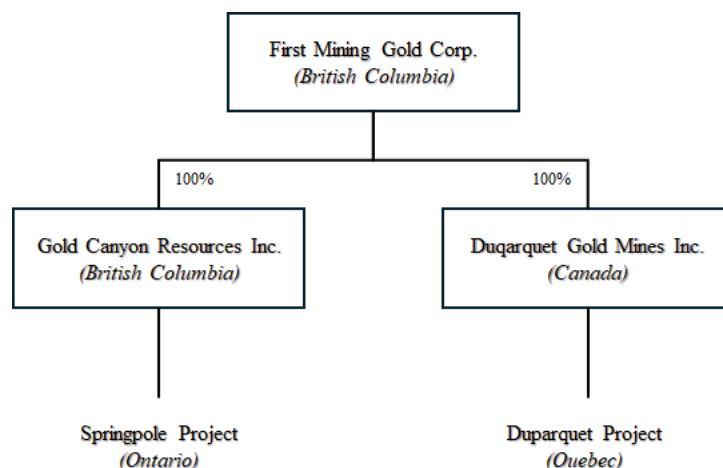 First Mining Gold Corp.
(British Columbia)
100%
100%
Gold Canyon Resources Inc.
(British Columbia)
Duqarquet Gold Mines Inc.
(Canada)
Springpole Project
(Ontario)
Duparquet Project
(Quebec)